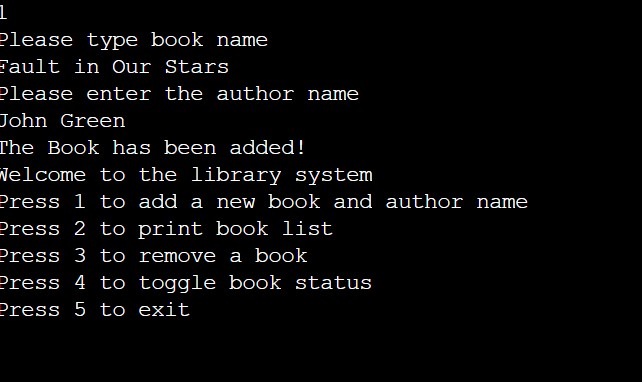 1
Please type book name
Fault in Our Stars
Please enter the author name
John Green
The Book has been added!
Welcome to the library system
Press 1 to add a new book and author name
Press 2 to print book list
Press 3 to remove a book
Press 4 to toggle book status
Press 5 to exit